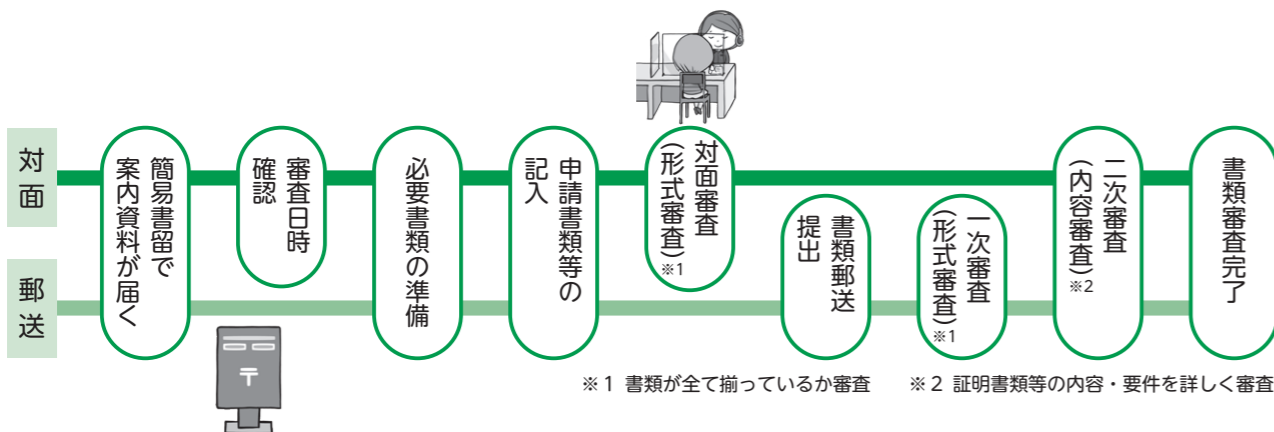 対面
郵送
簡易書留で
案内資料が届く
審査日時
確認
必要書類の準備
申請書類等の
記入
対面審査
(形式審査)※1
書類郵送
提出
一次審査
(形式審査)※1
二次審査
(内容審査)※2
書類審査完了
〒
※1 書類が全て揃っているか審査
※2 証明書類等の内容・要件を詳しく審査